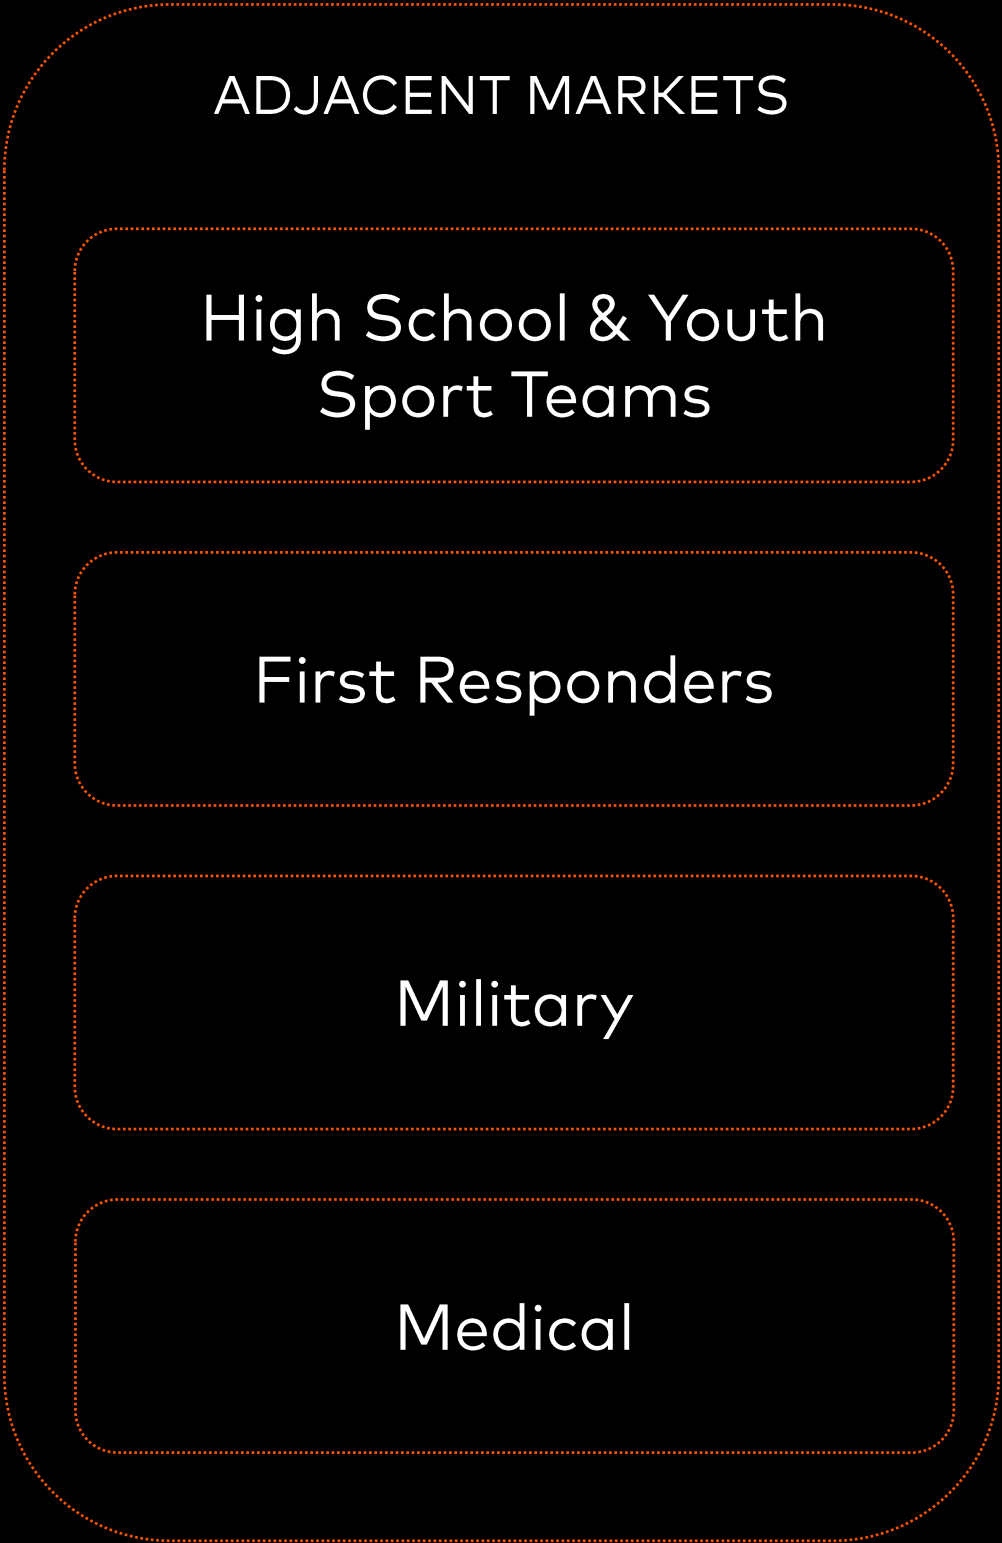 ADJACENT MARKETS
High School & Youth
Sport Teams
First Responders
Military
Medical